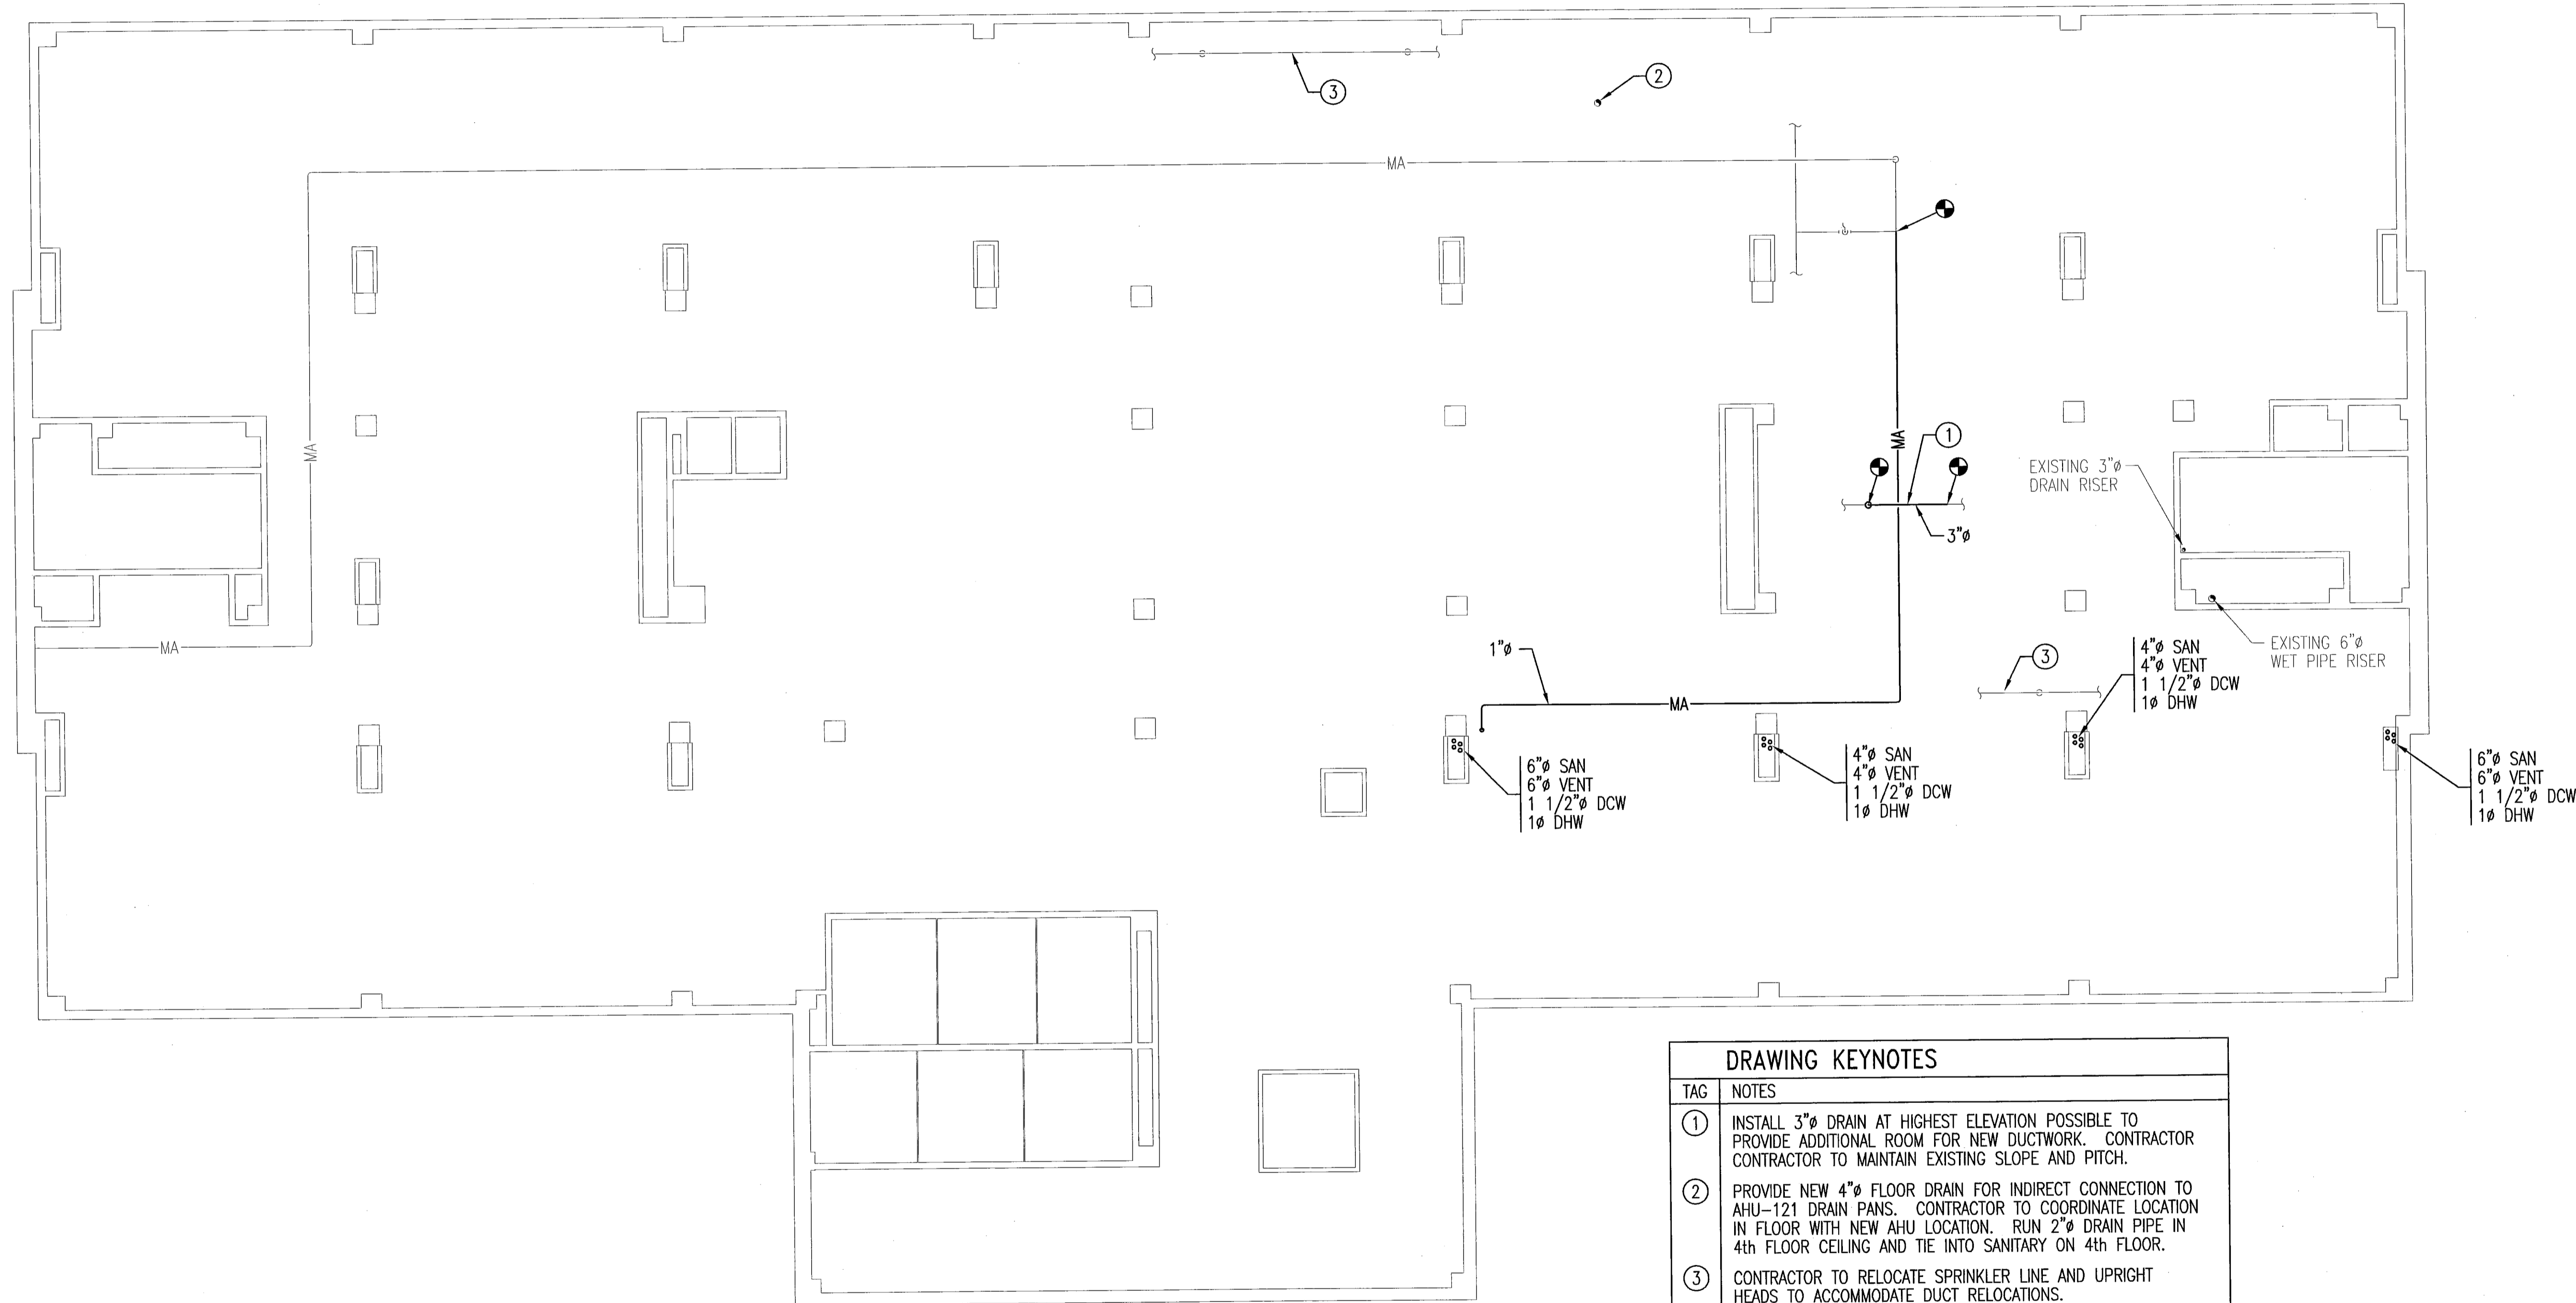 3
2
MA
MA
MA
1
EXISTING 3"ø
DRAIN RISER
3"ø
MA
1"ø
MA
3
EXISTING 6"ø
WET PIPE RISER
4"ø SAN
4"ø VENT
1 1/2"ø DCW
1ø DHW
6"ø SAN
6"ø VENT
1 1/2"ø DCW
1ø DHW
4"ø SAN
4"ø VENT
1 1/2"ø DCW
1ø DHW
6"ø SAN
6"ø VENT
1 1/2"ø DCW
1ø DHW
DRAWING KEYNOTES
TAG NOTES
1 INSTALL 3"ø DRAIN AT HIGHEST ELEVATION POSSIBLE TO
PROVIDE ADDITIONAL ROOM FOR NEW DUCTWORK. CONTRACTOR
CONTRACTOR TO MAINTAIN EXISTING SLOPE AND PITCH.
2 PROVIDE NEW 4"ø FLOOR DRAIN FOR INDIRECT CONNECTION TO
AHU-121 DRAIN PANS. CONTRACTOR TO COORDINATE LOCATION
IN FLOOR WITH NEW AHU LOCATION. RUN 2"ø DRAIN PIPE IN
4th FLOOR CEILING AND TIE INTO SANITARY ON 4th FLOOR.
3 CONTRACTOR TO RELOCATE SPRINKLER LINE AND UPRIGHT
HEADS TO ACCOMMODATE DUCT RELOCATIONS.